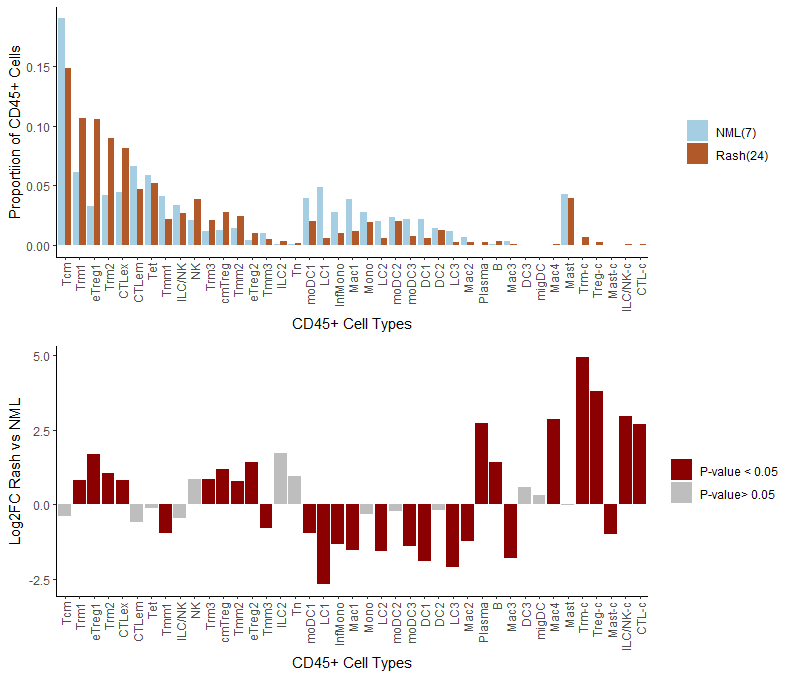 Proportiion of CD45+ Cells
0.15
0.10
0.05
0.00
Tcm Trm1 eTreg1 Trm2 CTLex CTLem Tet Tmm1 ILC/NK NK Trm3 cmTreg Tmm2 eTreg2 Tmm3 ILC2 Tn moDC1 LC1 InfMono Mac1 Mono LC2 moDC2 moDC3 DC1 DC2 LC3 Mac2 Plasma B Mac3 DC3 migDC Mac4 Mast Trm-c Treg-c Mast-c ILC/NK-c CTL-c
CD45+ Cell Types
NML(7)
Rash(24)
Log2FC Rash vs NML
5.0
2.5
0.0
-2.5
Tcm Trm1 eTreg1 Trm2 CTLex CTLem Tet Tmm1 ILC/NK NK Trm3 cmTreg Tmm2 eTreg2 Tmm3 ILC2 Tn moDC1 LC1 InfMono Mac1 Mono LC2 moDC2 moDC3 DC1 DC2 LC3 Mac2 Plasma B Mac3 DC3 migDC Mac4 Mast Trm-c Treg-c Mast-c ILC/NK-c CTL-c
CD45+ Cell Types
P-value < 0.05
P-value> 0.05